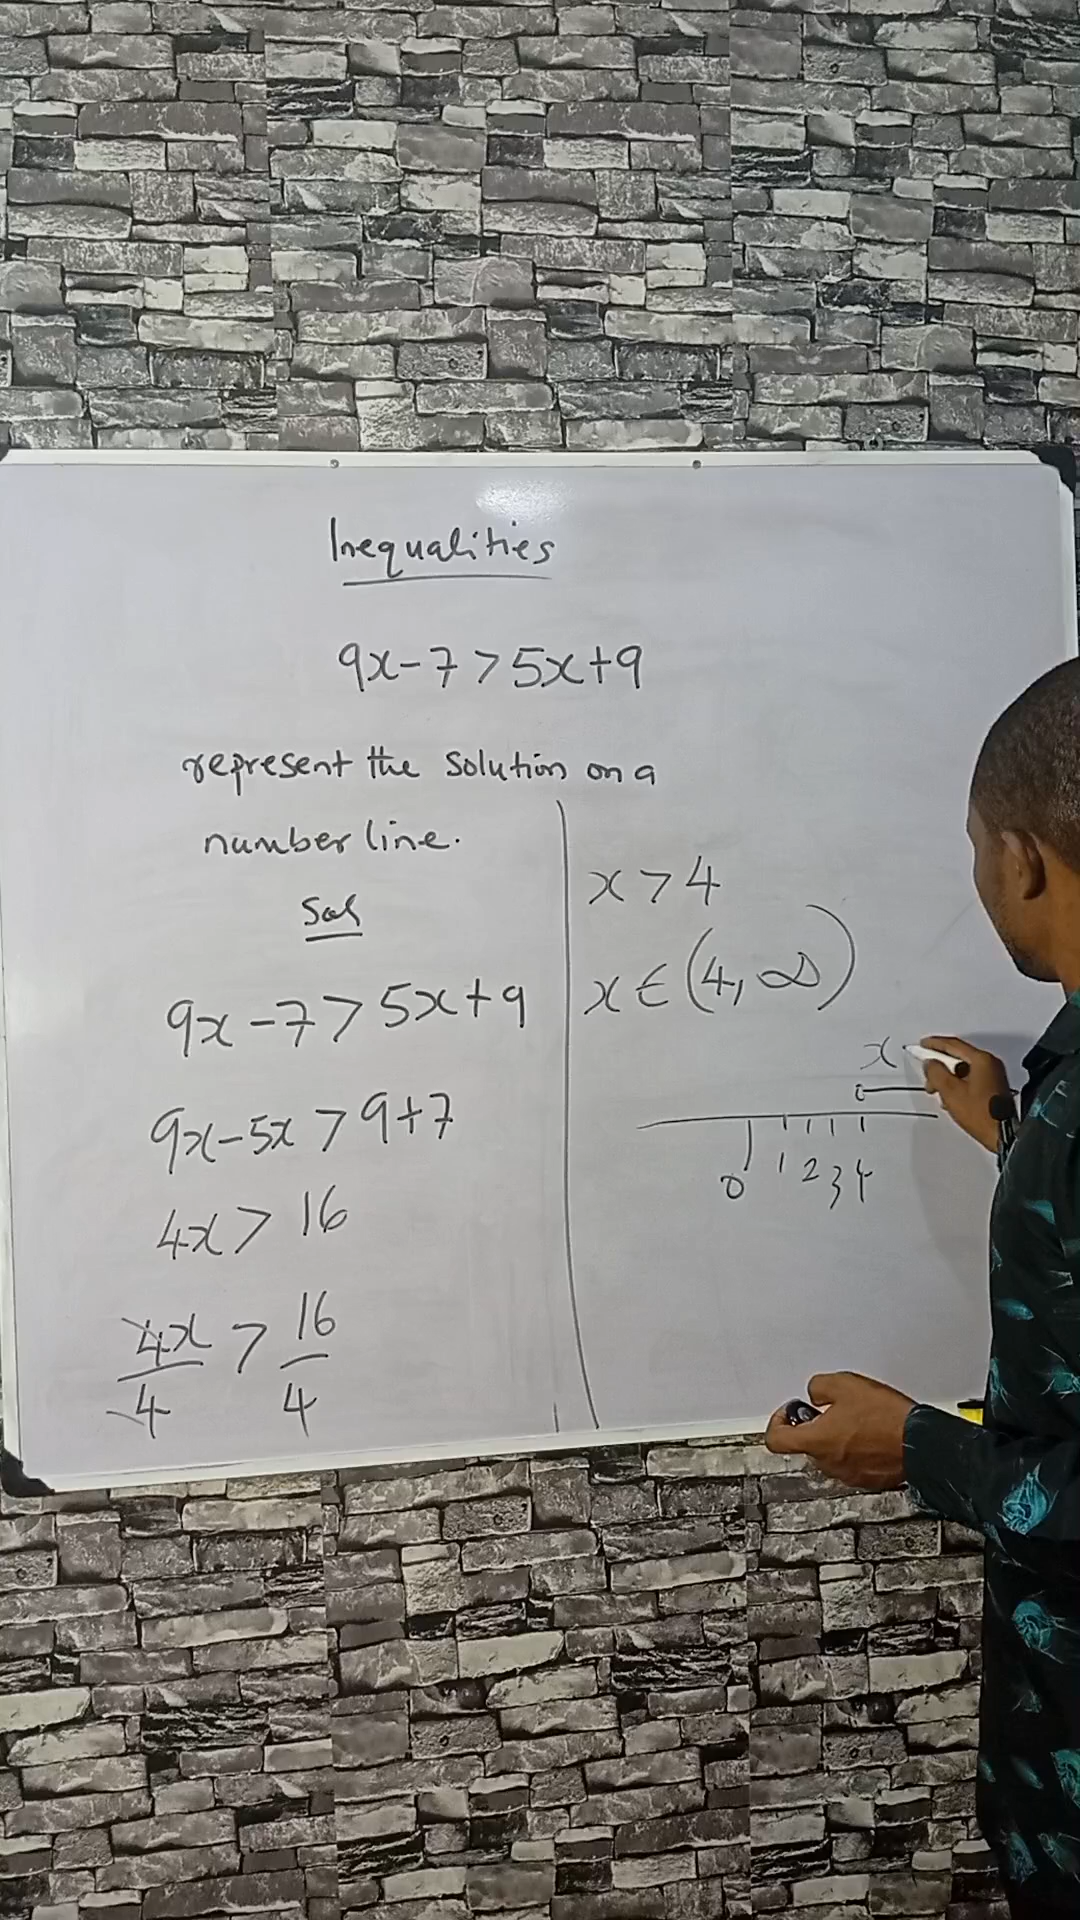 Inequalities
9x-7>5x+9
represent the solution on a
number line.
Sol
9x-7>5x+9
9x-5x>9+7
4x>16
4x/4 > 16/4
x>4
x∈(4,∞)
x
0 1 2 3 4